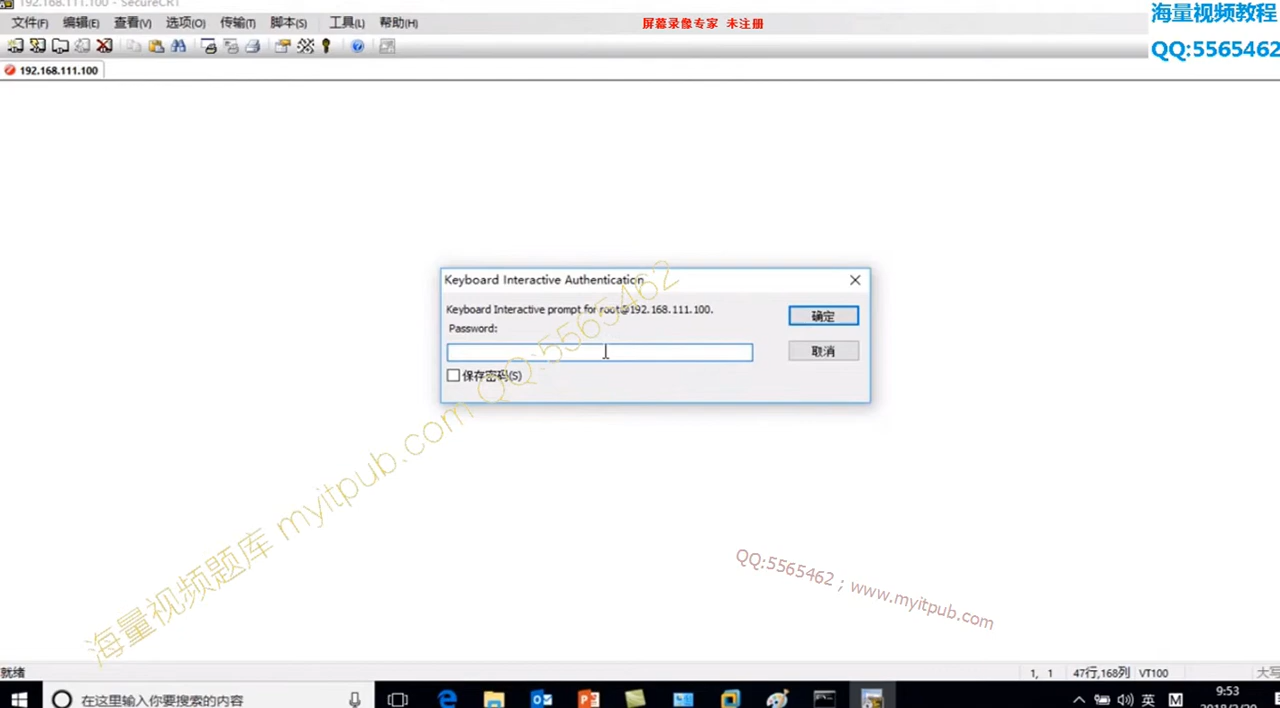 192.168.111.100 - SecureCRT
海量视频教程
文件(F) 编辑(E) 查看(V) 选项(O) 传输(T) 脚本(S) 工具(L) 帮助(H)
屏幕录像专家 未注册
QQ:5565462
192.168.111.100
Keyboard Interactive Authentication
Keyboard Interactive prompt for root@192.168.111.100.
确定
Password:
取消
保存密码(S)
海量视频题库 myitpub.com QQ:5565462
QQ:5565462 ; www.myitpub.com
就绪
1, 1 47行,168列 VT100 大写
在这里输入你要搜索的内容
英 M
9:53